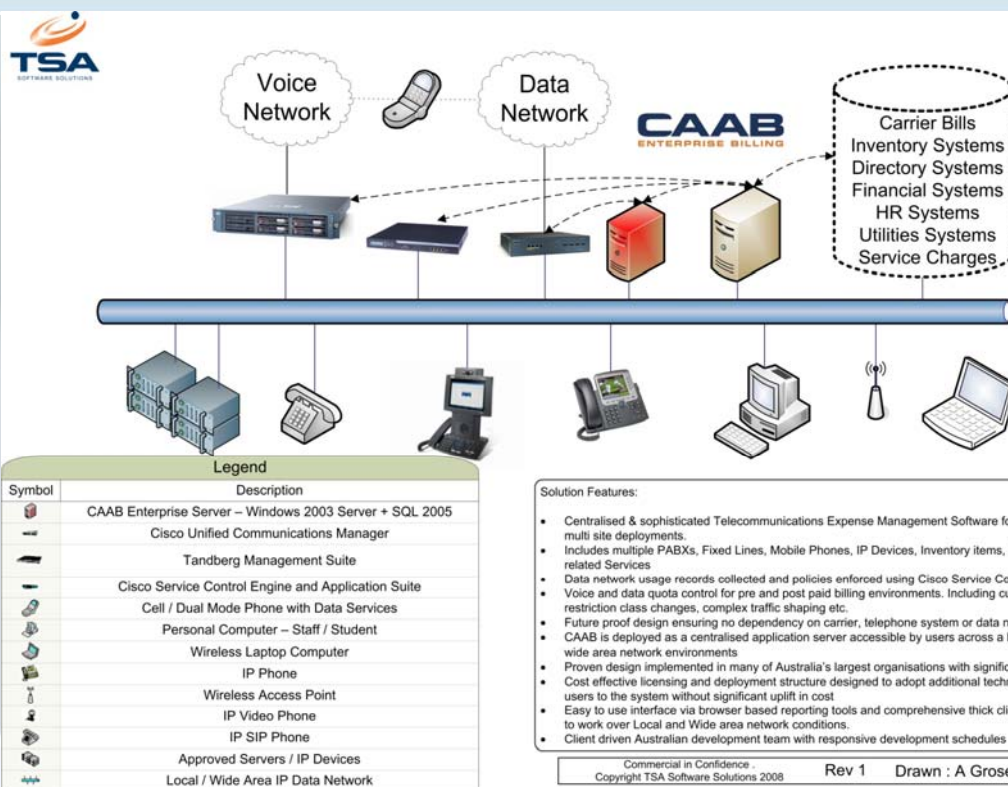 TSA
SOFTWARE SOLUTIONS
Voice
Network
Data
Network
CAAB
ENTERPRISE BILLING
Carrier Bills
Inventory Systems
Directory Systems
Financial Systems
HR Systems
Utilities Systems
Service Charges
Legend
Symbol Description
CAAB Enterprise Server – Windows 2003 Server + SQL 2005
Cisco Unified Communications Manager
Tandberg Management Suite
Cisco Service Control Engine and Application Suite
Cell / Dual Mode Phone with Data Services
Personal Computer – Staff / Student
Wireless Laptop Computer
IP Phone
Wireless Access Point
IP Video Phone
IP SIP Phone
Approved Servers / IP Devices
Local / Wide Area IP Data Network
Solution Features:
• Centralised & sophisticated Telecommunications Expense Management Software
multi site deployments.
• Includes multiple PABXs, Fixed Lines, Mobile Phones, IP Devices, Inventory items,
related Services
• Data network usage records collected and policies enforced using Cisco Service
• Voice and data quota control for pre and post paid billing environments. Including
restriction class changes, complex traffic shaping etc.
• Future proof design ensuring no dependency on carrier, telephone system or data
• CAAB is deployed as a centralised application server accessible by users across a
wide area network environments
• Proven design implemented in many of Australia's largest organisations with
• Cost effective licensing and deployment structure designed to adopt additional
users to the system without significant uplift in cost
• Easy to use interface via browser based reporting tools and comprehensive thick
to work over Local and Wide area network conditions.
• Client driven Australian development team with responsive development schedules
Commercial in Confidence .
Copyright TSA Software Solutions 2008
Rev 1
Drawn : A